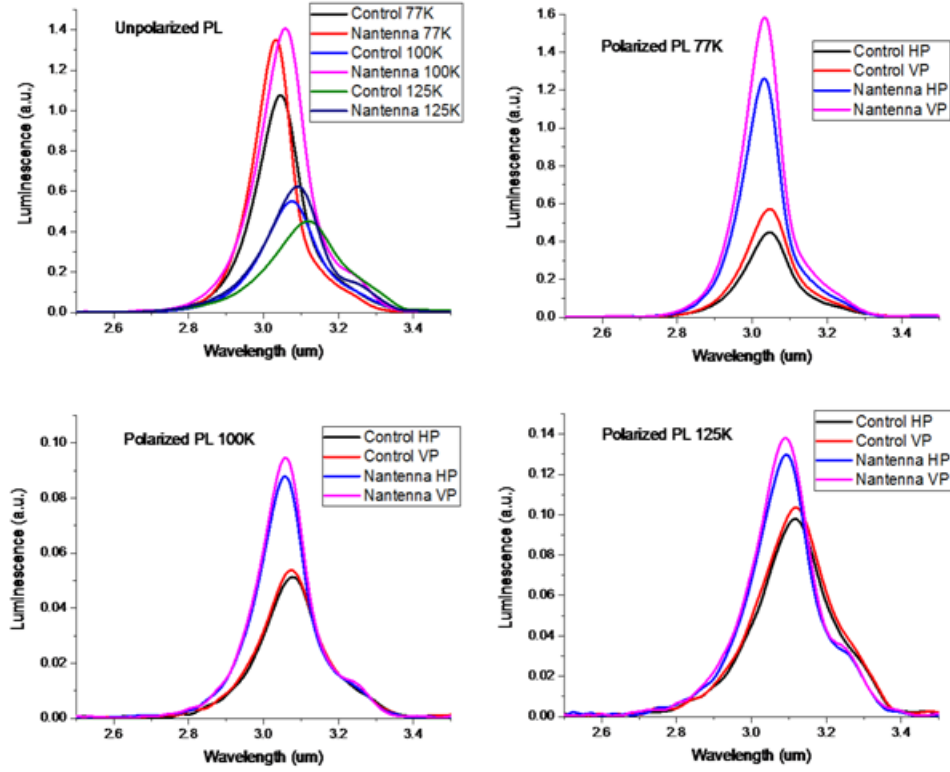 Unpolarized PL
Control 77K
Nantenna 77K
Control 100K
Nantenna 100K
Control 125K
Nantenna 125K
1.4
1.2
1.0
0.8
0.6
0.4
0.2
0.0
Luminescence (a.u.)
2.6 2.8 3.0 3.2 3.4
Wavelength (um)
Polarized PL 77K
Control HP
Control VP
Nantenna HP
Nantenna VP
1.6
1.4
1.2
1.0
0.8
0.6
0.4
0.2
0.0
Luminescence (a.u.)
2.6 2.8 3.0 3.2 3.4
Wavelength (um)
Polarized PL 100K
Control HP
Control VP
Nantenna HP
Nantenna VP
0.10
0.08
0.06
0.04
0.02
0.00
Luminescence (a.u.)
2.6 2.8 3.0 3.2 3.4
Wavelength (um)
Polarized PL 125K
Control HP
Control VP
Nantenna HP
Nantenna VP
0.14
0.12
0.10
0.08
0.06
0.04
0.02
0.00
Luminescence (a.u.)
2.6 2.8 3.0 3.2 3.4
Wavelength (um)